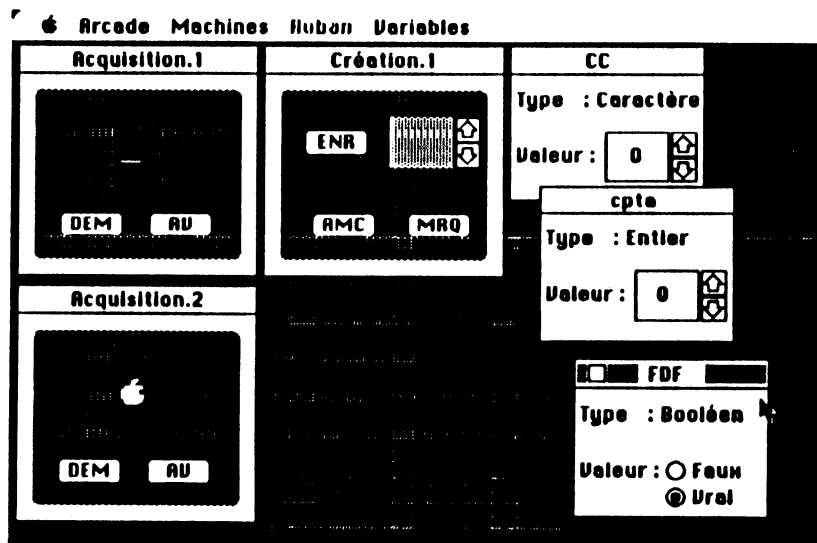 Arcade Machines Ruban Variables
Acquisition.1
DEM AV
Création.1
ENR
AMC MRQ
CC
Type : Caractère
Valeur : 0
cpte
Type : Entier
Valeur : 0
Acquisition.2
DEM AV
FDF
Type : Booléen
Valeur : Faux
Vrai